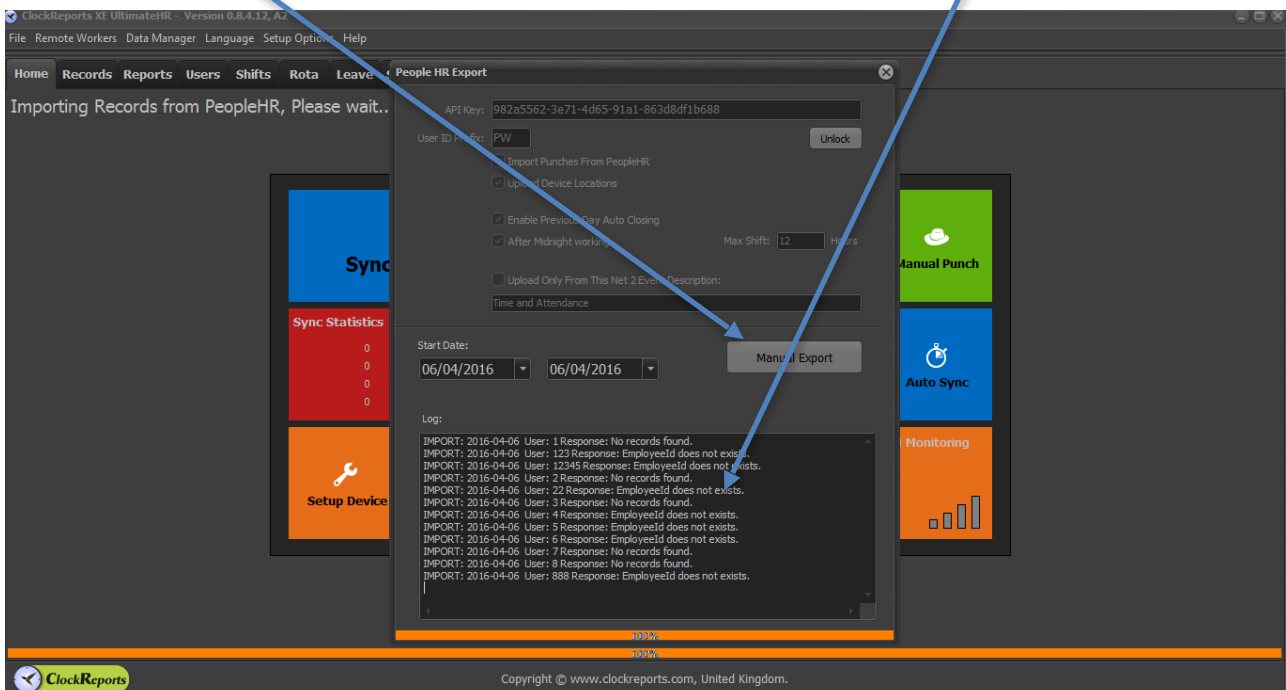 ClockReports XE UltimateHR - Version 0.8.4.12, A2
File Remote Workers Data Manager Language Setup Options Help
Home Records Reports Users Shifts Rota Leave
Importing Records from PeopleHR, Please wait..
People HR Export
API Key: 982a5562-3e71-4d65-91a1-863d8df1b688
User ID Prefix: PW
Unlock
Import Punches From PeopleHR
Upload Device Locations
Enable Previous Day Auto Closing
After Midnight working
Max Shift: 12 Hours
Upload Only From This Net 2 Event Description:
Time and Attendance
Start Date:
06/04/2016 06/04/2016
Manual Export
Log:
IMPORT: 2016-04-06 User: 1 Response: No records found.
IMPORT: 2016-04-06 User: 123 Response: EmployeeId does not exists.
IMPORT: 2016-04-06 User: 12345 Response: EmployeeId does not exists.
IMPORT: 2016-04-06 User: 2 Response: No records found.
IMPORT: 2016-04-06 User: 22 Response: EmployeeId does not exists.
IMPORT: 2016-04-06 User: 3 Response: No records found.
IMPORT: 2016-04-06 User: 4 Response: EmployeeId does not exists.
IMPORT: 2016-04-06 User: 5 Response: EmployeeId does not exists.
IMPORT: 2016-04-06 User: 6 Response: EmployeeId does not exists.
IMPORT: 2016-04-06 User: 7 Response: No records found.
IMPORT: 2016-04-06 User: 8 Response: No records found.
IMPORT: 2016-04-06 User: 888 Response: EmployeeId does not exists.
100%
100%
Sync
Sync Statistics
0
0
0
0
Setup Device
Manual Punch
Auto Sync
Monitoring
ClockReports
Copyright © www.clockreports.com, United Kingdom.